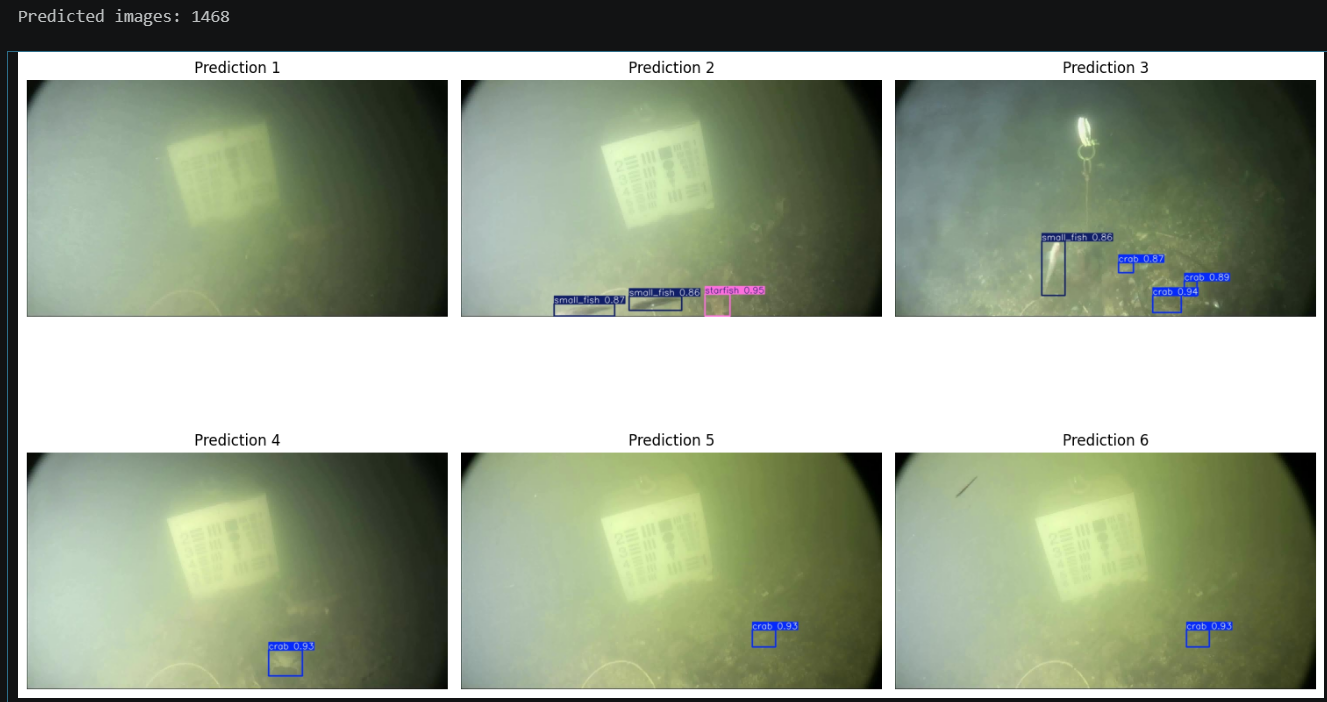 Predicted images: 1468
Prediction 1
Prediction 2
Prediction 3
small_fish 0.87
small_fish 0.86
starfish 0.95
small_fish 0.86
crab 0.87
crab 0.89
crab 0.94
Prediction 4
Prediction 5
Prediction 6
crab 0.93
crab 0.93
crab 0.93